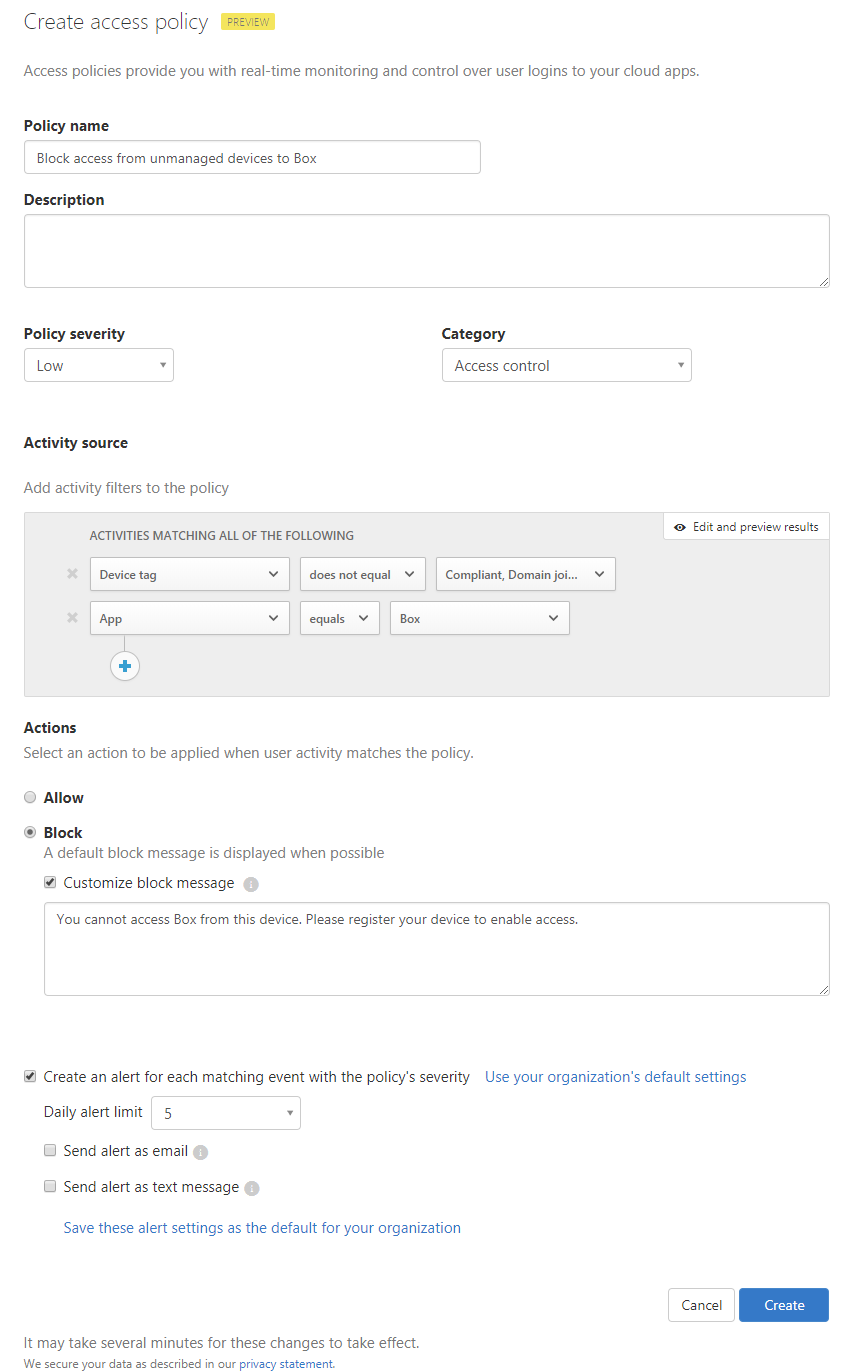 Create access policy PREVIEW
Access policies provide you with real-time monitoring and control over user logins to your cloud apps.
Policy name
Block access from unmanaged devices to Box
Description
Policy severity Category
Low Access control
Activity source
Add activity filters to the policy
Edit and preview results
ACTIVITIES MATCHING ALL OF THE FOLLOWING
Device tag does not equal Compliant, Domain joi...
App equals Box
Actions
Select an action to be applied when user activity matches the policy.
Allow
Block
A default block message is displayed when possible
Customize block message
You cannot access Box from this device. Please register your device to enable access.
Create an alert for each matching event with the policy's severity Use your organization's default settings
Daily alert limit 5
Send alert as email
Send alert as text message
Save these alert settings as the default for your organization
Cancel Create
It may take several minutes for these changes to take effect.
We secure your data as described in our privacy statement.